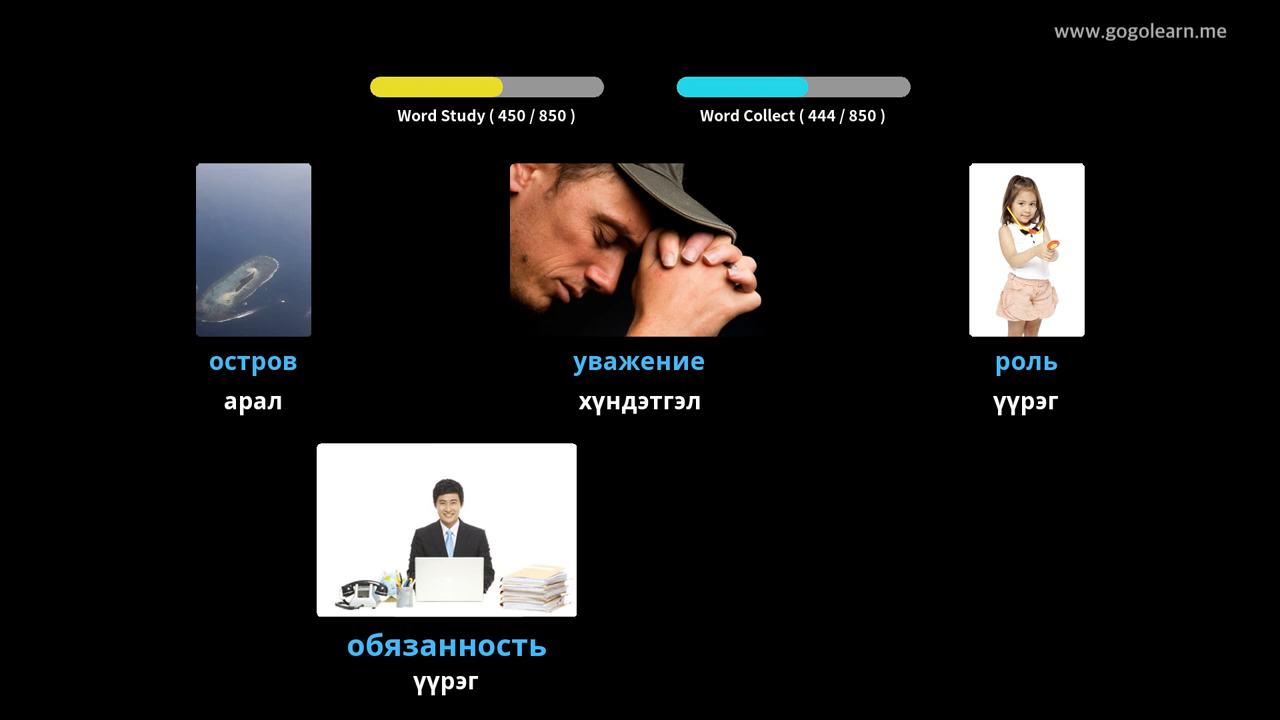 www.gogolearn.me
Word Study ( 450 / 850 )
Word Collect ( 444 / 850 )
остров
арал
уважение
хүндэтгэл
роль
үүрэг
обязанность
үүрэг